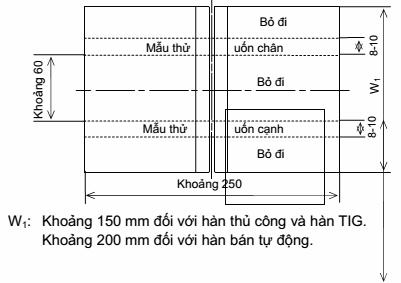 Bỏ đi
Mẫu thử uốn chân
8-10
Khoảng 60
Bỏ đi
W1
Mẫu thử uốn cạnh
8-10
Bỏ đi
Khoảng 250
W1: Khoảng 150 mm đối với hàn thủ công và hàn TIG.
Khoảng 200 mm đối với hàn bán tự động.